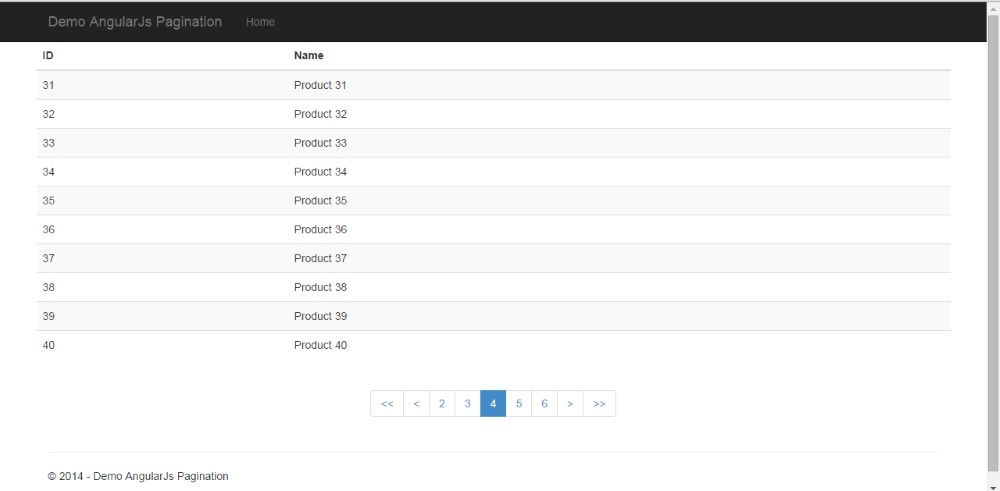 Demo AngularJs Pagination Home
ID Name
31 Product 31
32 Product 32
33 Product 33
34 Product 34
35 Product 35
36 Product 36
37 Product 37
38 Product 38
39 Product 39
40 Product 40
<< < 2 3 4 5 6 > >>
© 2014 - Demo AngularJs Pagination